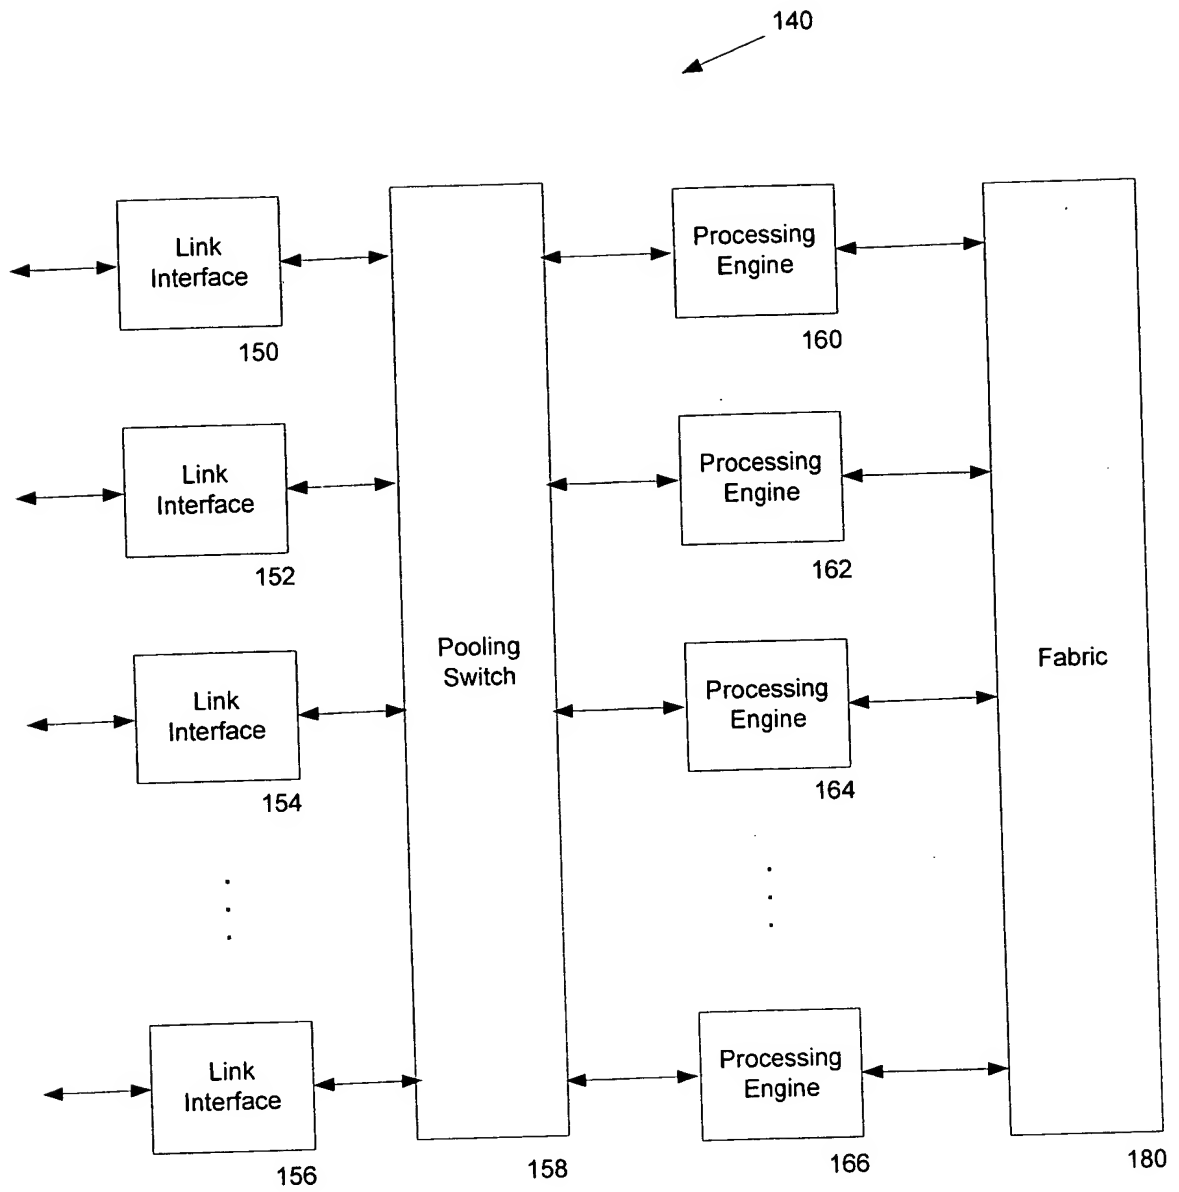 140
Link
Interface
150
Processing
Engine
160
Link
Interface
152
Processing
Engine
162
Link
Interface
154
Pooling
Switch
Processing
Engine
164
Fabric
Link
Interface
156
158
Processing
Engine
166
180